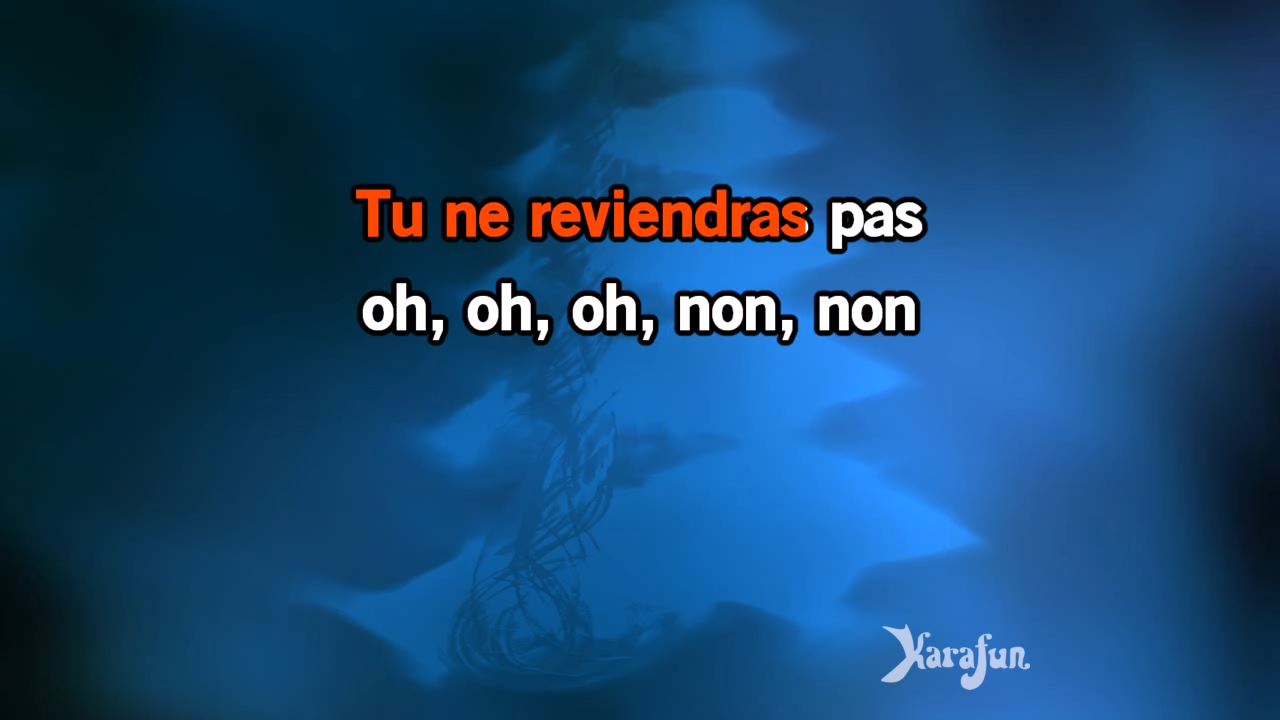 Tu ne reviendras pas
oh, oh, oh, non, non
Karafun